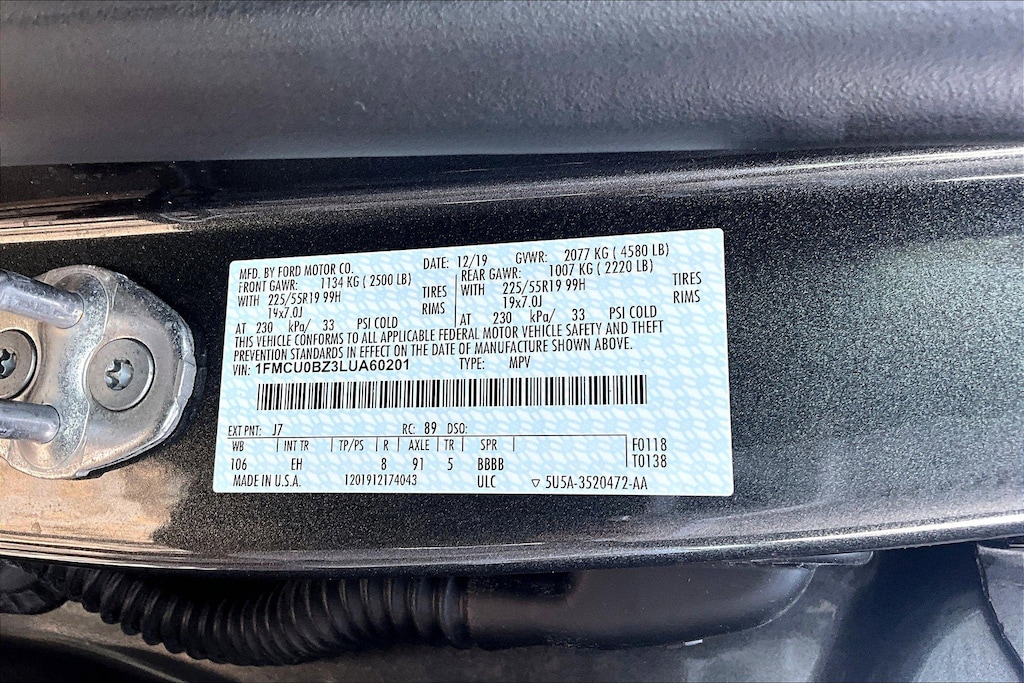 MFD. BY FORD MOTOR CO. DATE: 12/19 GVWR: 2077 KG ( 4580 LB)
FRONT GAWR: 1134 KG ( 2500 LB) REAR GAWR: 1007 KG ( 2220 LB)
WITH 225/55R19 99H TIRES WITH 225/55R19 99H TIRES
19x7.0J RIMS 19x7.0J RIMS
AT 230 kPa/ 33 PSI COLD AT 230 kPa/ 33 PSI COLD
THIS VEHICLE CONFORMS TO ALL APPLICABLE FEDERAL MOTOR VEHICLE SAFETY AND THEFT
PREVENTION STANDARDS IN EFFECT ON THE DATE OF MANUFACTURE SHOWN ABOVE.
VIN: 1FMCU0BZ3LUA60201 TYPE: MPV
EXT PNT: J7 RC: 89 DSO:
WB INT TR TP/PS R AXLE TR SPR F0118
106 EH 8 91 5 BBBB T0138
MADE IN U.S.A. 1201912174043 ULC ▽ 5U5A-3520472-AA